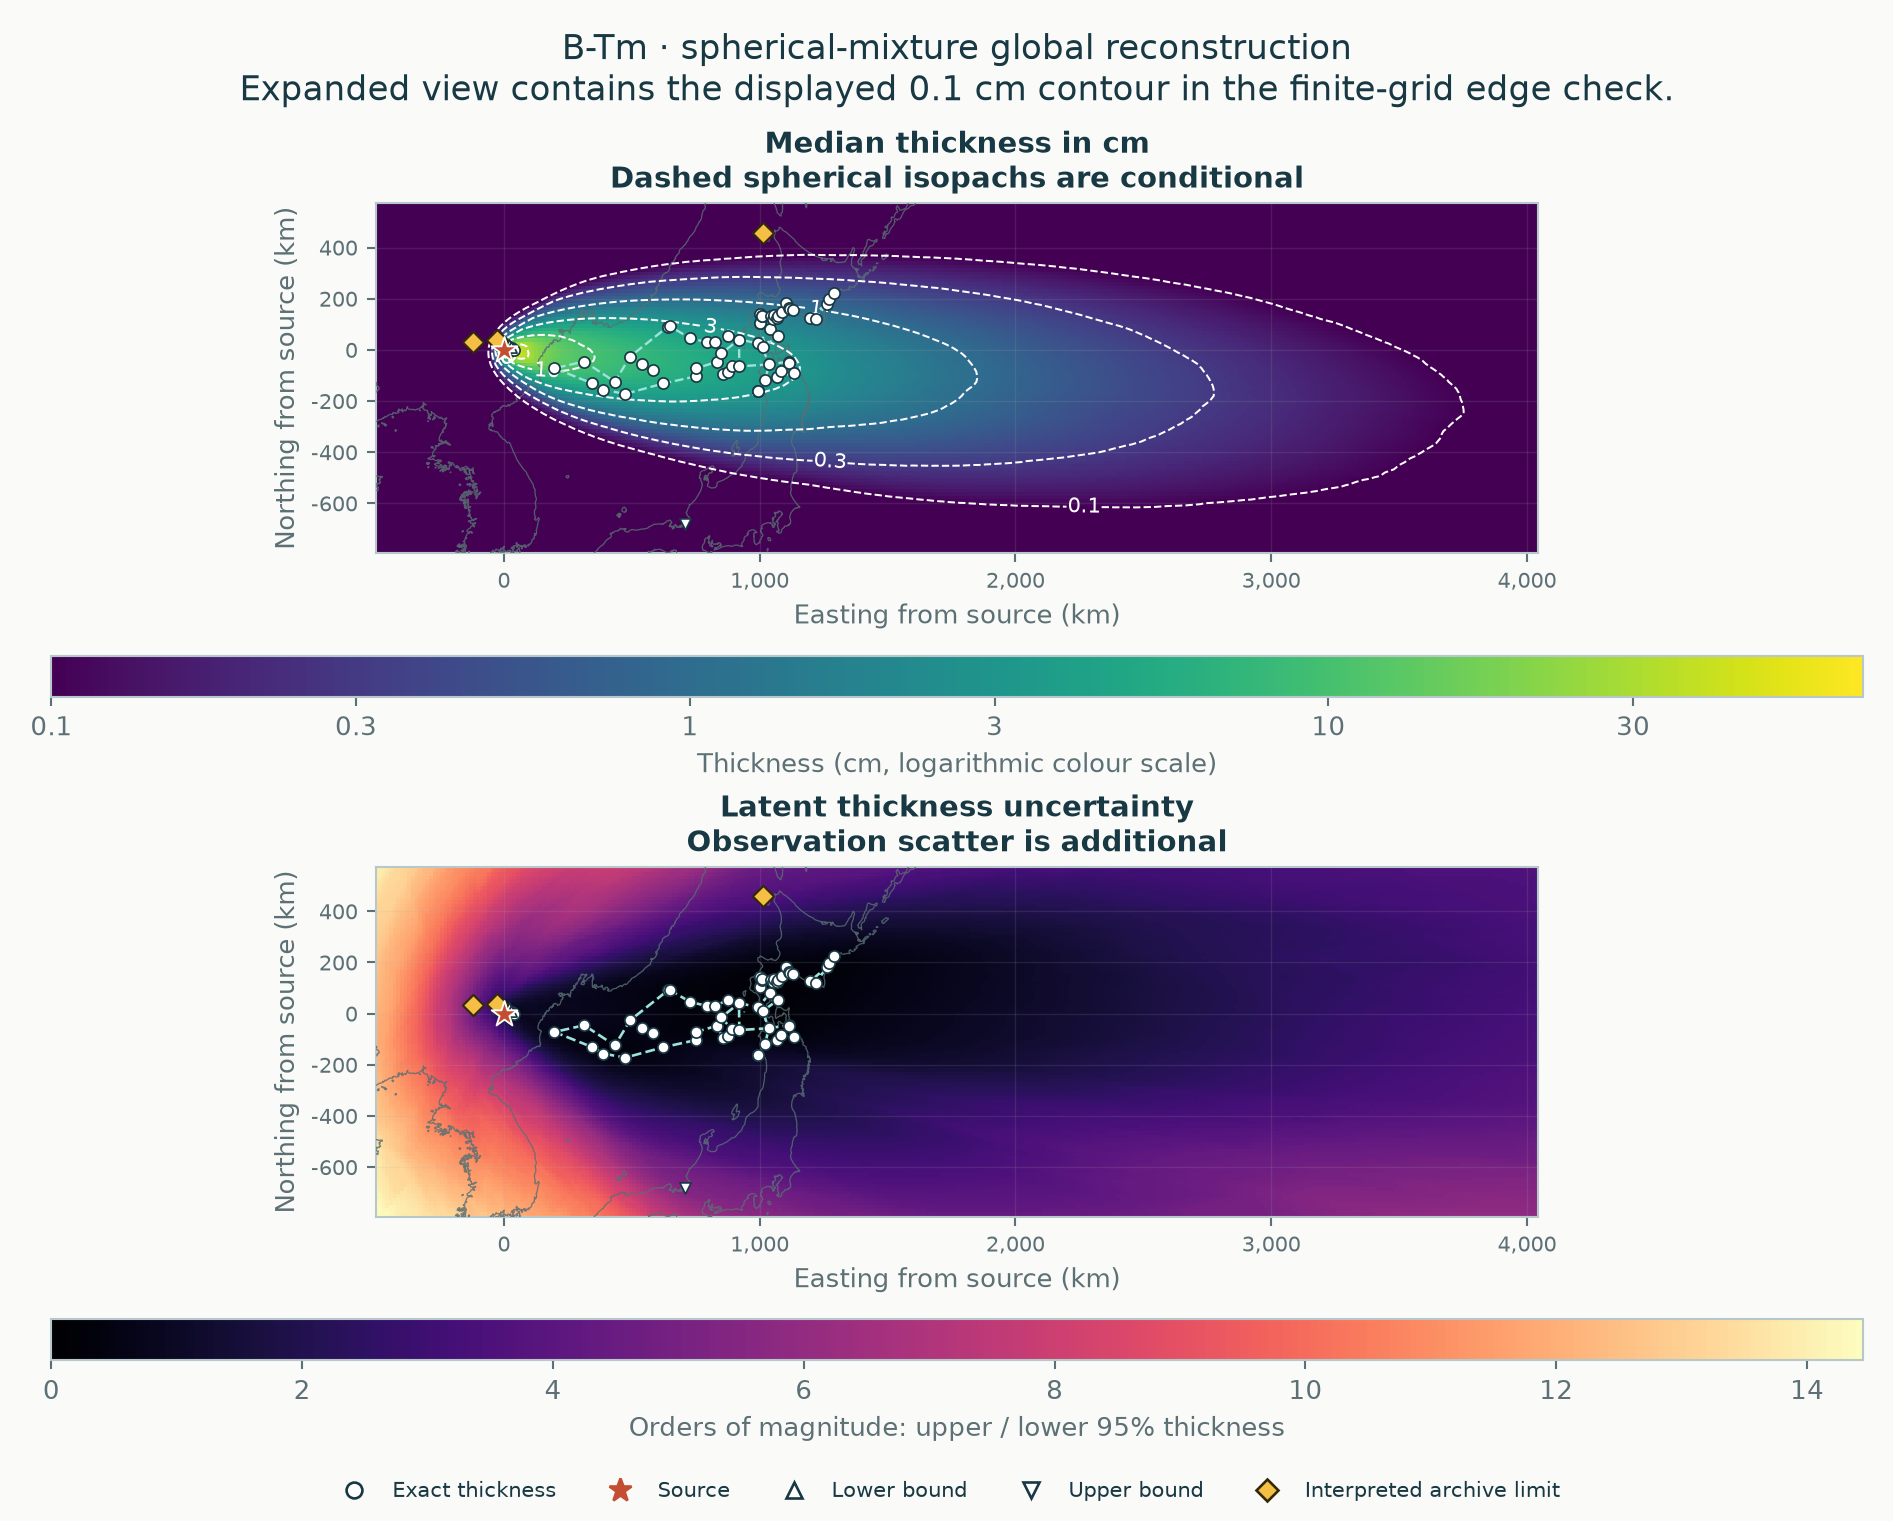 B-Tm · spherical-mixture global reconstruction
Expanded view contains the displayed 0.1 cm contour in the finite-grid edge check.
Median thickness in cm
Dashed spherical isopachs are conditional
Northing from source (km)
400
200
0
-200
-400
-600
1
3
0.3
0.1
0
1,000
2,000
3,000
4,000
Easting from source (km)
0.1
0.3
1
3
10
30
Thickness (cm, logarithmic colour scale)
Latent thickness uncertainty
Observation scatter is additional
Northing from source (km)
400
200
0
-200
-400
-600
0
1,000
2,000
3,000
4,000
Easting from source (km)
0
2
4
6
8
10
12
14
Orders of magnitude: upper / lower 95% thickness
Exact thickness
Source
Lower bound
Upper bound
Interpreted archive limit